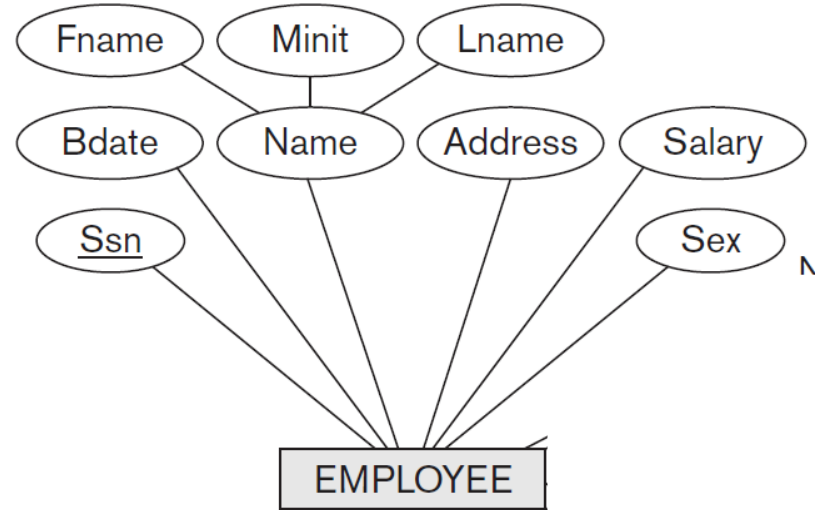 Fname Minit Lname
Bdate Name Address Salary
Ssn Sex
N
EMPLOYEE